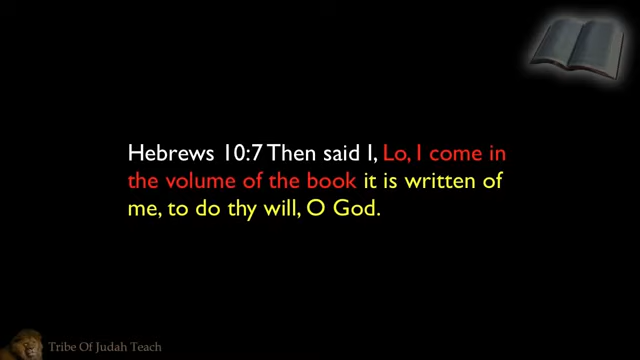 Hebrews 10:7 Then said I, Lo, I come in
the volume of the book it is written of
me, to do thy will, O God.
Tribe Of Judah Teach